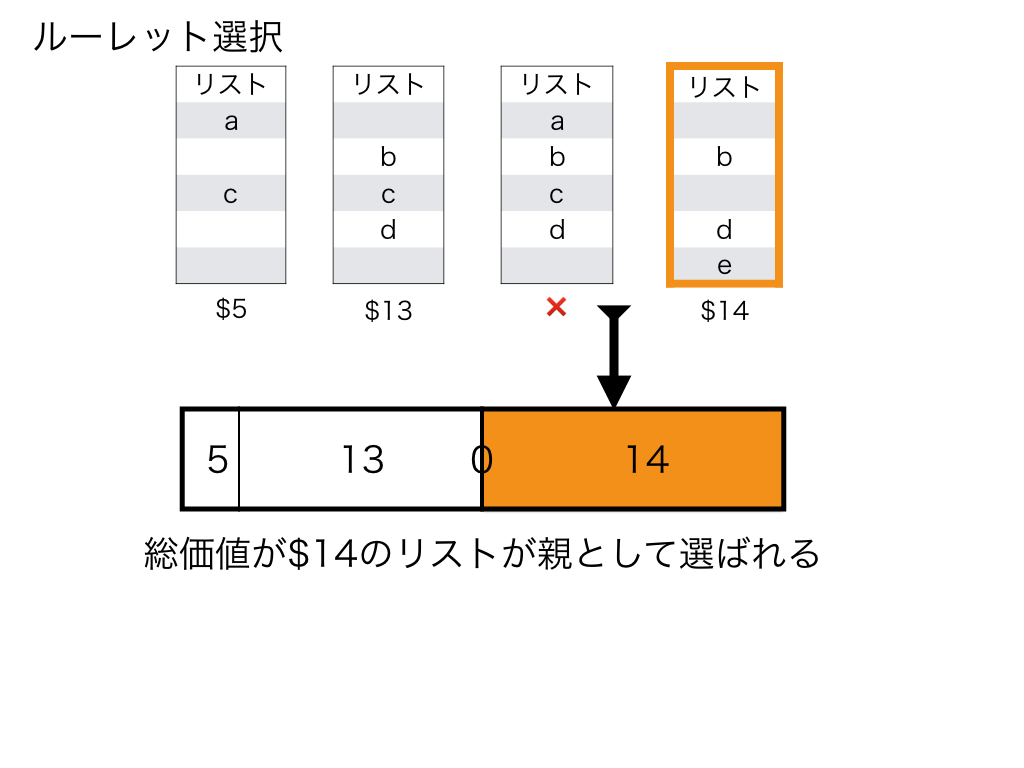 ルーレット選択
リスト リスト リスト リスト
a a
b b b
c c c
d d d
e
$5 $13 × $14
5 13 0 14
総価値が$14のリストが親として選ばれる